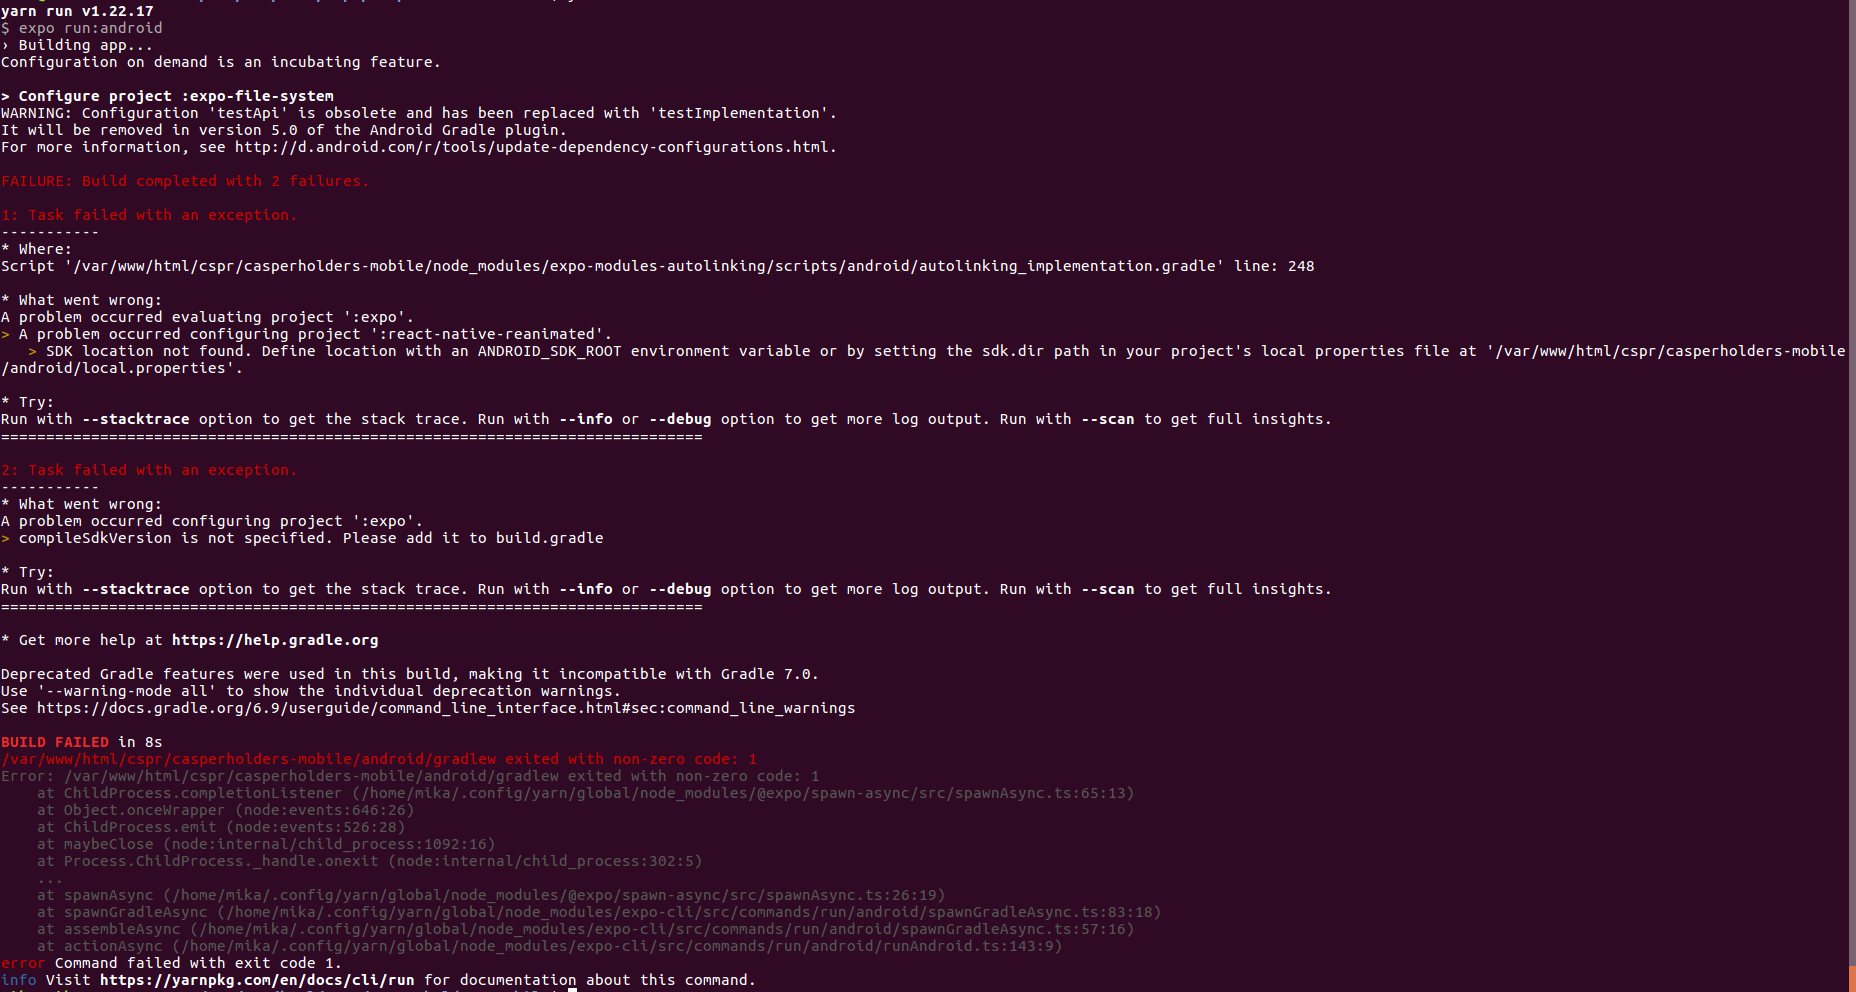 yarn run v1.22.17
$ expo run:android
› Building app...
Configuration on demand is an incubating feature.
> Configure project :expo-file-system
WARNING: Configuration 'testApi' is obsolete and has been replaced with 'testImplementation'.
It will be removed in version 5.0 of the Android Gradle plugin.
For more information, see http://d.android.com/r/tools/update-dependency-configurations.html.
FAILURE: Build completed with 2 failures.
1: Task failed with an exception.
-----------
* Where:
Script '/var/www/html/cspr/casperholders-mobile/node_modules/expo-modules-autolinking/scripts/android/autolinking_implementation.gradle' line: 248
* What went wrong:
A problem occurred evaluating project ':expo'.
> A problem occurred configuring project ':react-native-reanimated'.
   > SDK location not found. Define location with an ANDROID_SDK_ROOT environment variable or by setting the sdk.dir path in your project's local properties file at '/var/www/html/cspr/casperholders-mobile
/android/local.properties'.
* Try:
Run with --stacktrace option to get the stack trace. Run with --info or --debug option to get more log output. Run with --scan to get full insights.
==============================================================================
2: Task failed with an exception.
-----------
* What went wrong:
A problem occurred configuring project ':expo'.
> compileSdkVersion is not specified. Please add it to build.gradle
* Try:
Run with --stacktrace option to get the stack trace. Run with --info or --debug option to get more log output. Run with --scan to get full insights.
==============================================================================
* Get more help at https://help.gradle.org
Deprecated Gradle features were used in this build, making it incompatible with Gradle 7.0.
Use '--warning-mode all' to show the individual deprecation warnings.
See https://docs.gradle.org/6.9/userguide/command_line_interface.html#sec:command_line_warnings
BUILD FAILED in 8s
/var/www/html/cspr/casperholders-mobile/android/gradlew exited with non-zero code: 1
Error: /var/www/html/cspr/casperholders-mobile/android/gradlew exited with non-zero code: 1
    at ChildProcess.completionListener (/home/mika/.config/yarn/global/node_modules/@expo/spawn-async/src/spawnAsync.ts:65:13)
    at Object.onceWrapper (node:events:646:26)
    at ChildProcess.emit (node:events:526:28)
    at maybeClose (node:internal/child_process:1092:16)
    at Process.ChildProcess._handle.onexit (node:internal/child_process:302:5)
    ...
    at spawnAsync (/home/mika/.config/yarn/global/node_modules/@expo/spawn-async/src/spawnAsync.ts:26:19)
    at spawnGradleAsync (/home/mika/.config/yarn/global/node_modules/expo-cli/src/commands/run/android/spawnGradleAsync.ts:83:18)
    at assembleAsync (/home/mika/.config/yarn/global/node_modules/expo-cli/src/commands/run/android/spawnGradleAsync.ts:57:16)
    at actionAsync (/home/mika/.config/yarn/global/node_modules/expo-cli/src/commands/run/android/runAndroid.ts:143:9)
error Command failed with exit code 1.
info Visit https://yarnpkg.com/en/docs/cli/run for documentation about this command.